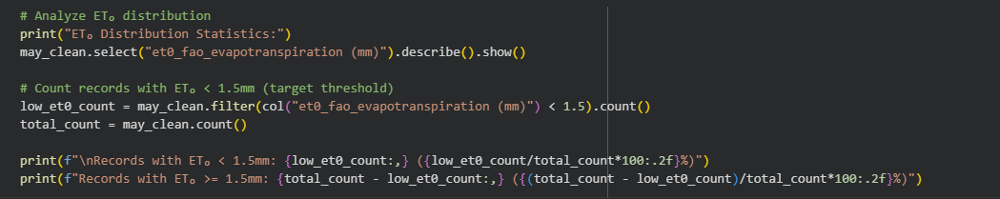 # Analyze ETₒ distribution
print("ETₒ Distribution Statistics:")
may_clean.select("et0_fao_evapotranspiration (mm)").describe().show()
# Count records with ETₒ < 1.5mm (target threshold)
low_et0_count = may_clean.filter(col("et0_fao_evapotranspiration (mm)") < 1.5).count()
total_count = may_clean.count()
print(f"\nRecords with ETₒ < 1.5mm: {low_et0_count:,} ({low_et0_count/total_count*100:.2f}%)")
print(f"Records with ETₒ >= 1.5mm: {total_count - low_et0_count:,} ({(total_count - low_et0_count)/total_count*100:.2f}%)")